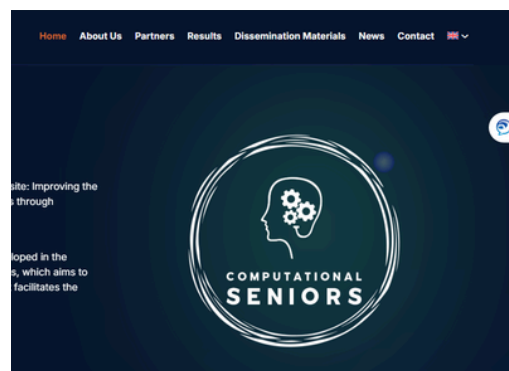 Home About Us Partners Results Dissemination Materials News Contact
site: Improving the
through
in the
which aims to
facilitates the
COMPUTATIONAL
SENIORS